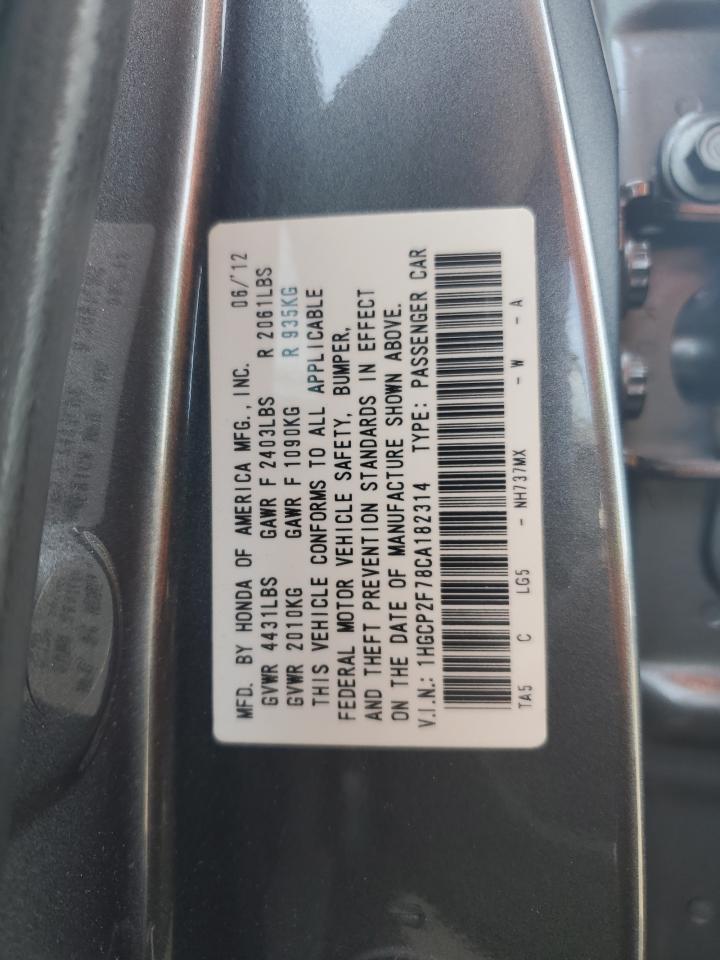 MFD. BY HONDA OF AMERICA MFG., INC. 06/'12
GVWR 4431LBS GAWR F 2403LBS R 2061LBS
GVWR 2010KG GAWR F 1090KG R 935KG
THIS VEHICLE CONFORMS TO ALL APPLICABLE
FEDERAL MOTOR VEHICLE SAFETY, BUMPER,
AND THEFT PREVENTION STANDARDS IN EFFECT
ON THE DATE OF MANUFACTURE SHOWN ABOVE.
V.I.N.: 1HGCP2F78CA182314 TYPE: PASSENGER CAR
TA5 C LG5 - NH737MX - W - A